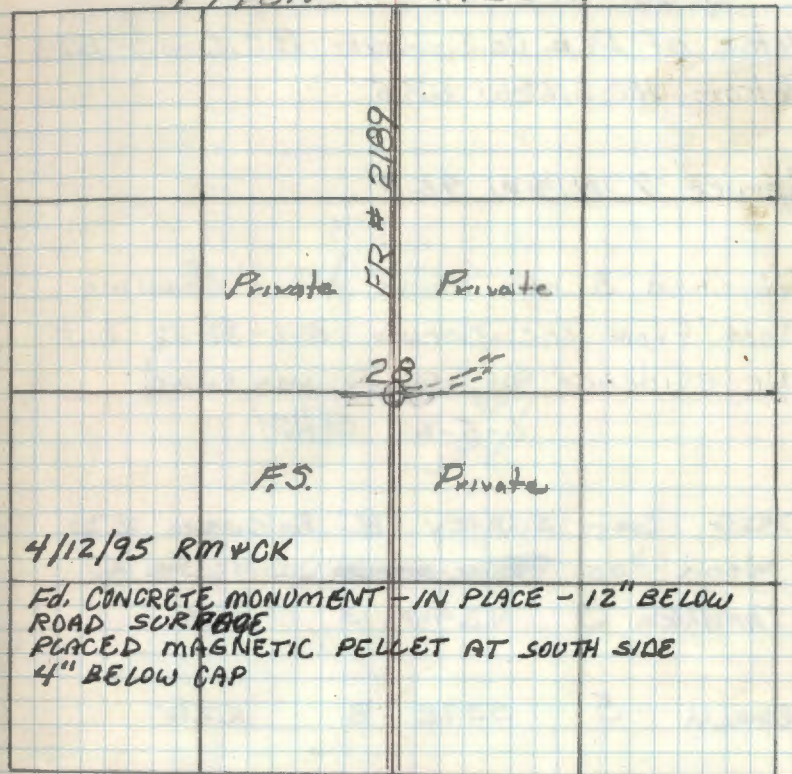 FR # 2189
Private Private
28
F.S. Private
4/12/95 RM & CK
Fd. CONCRETE MONUMENT - IN PLACE - 12" BELOW
ROAD SURFACE
PLACED MAGNETIC PELLET AT SOUTH SIDE
4" BELOW CAP